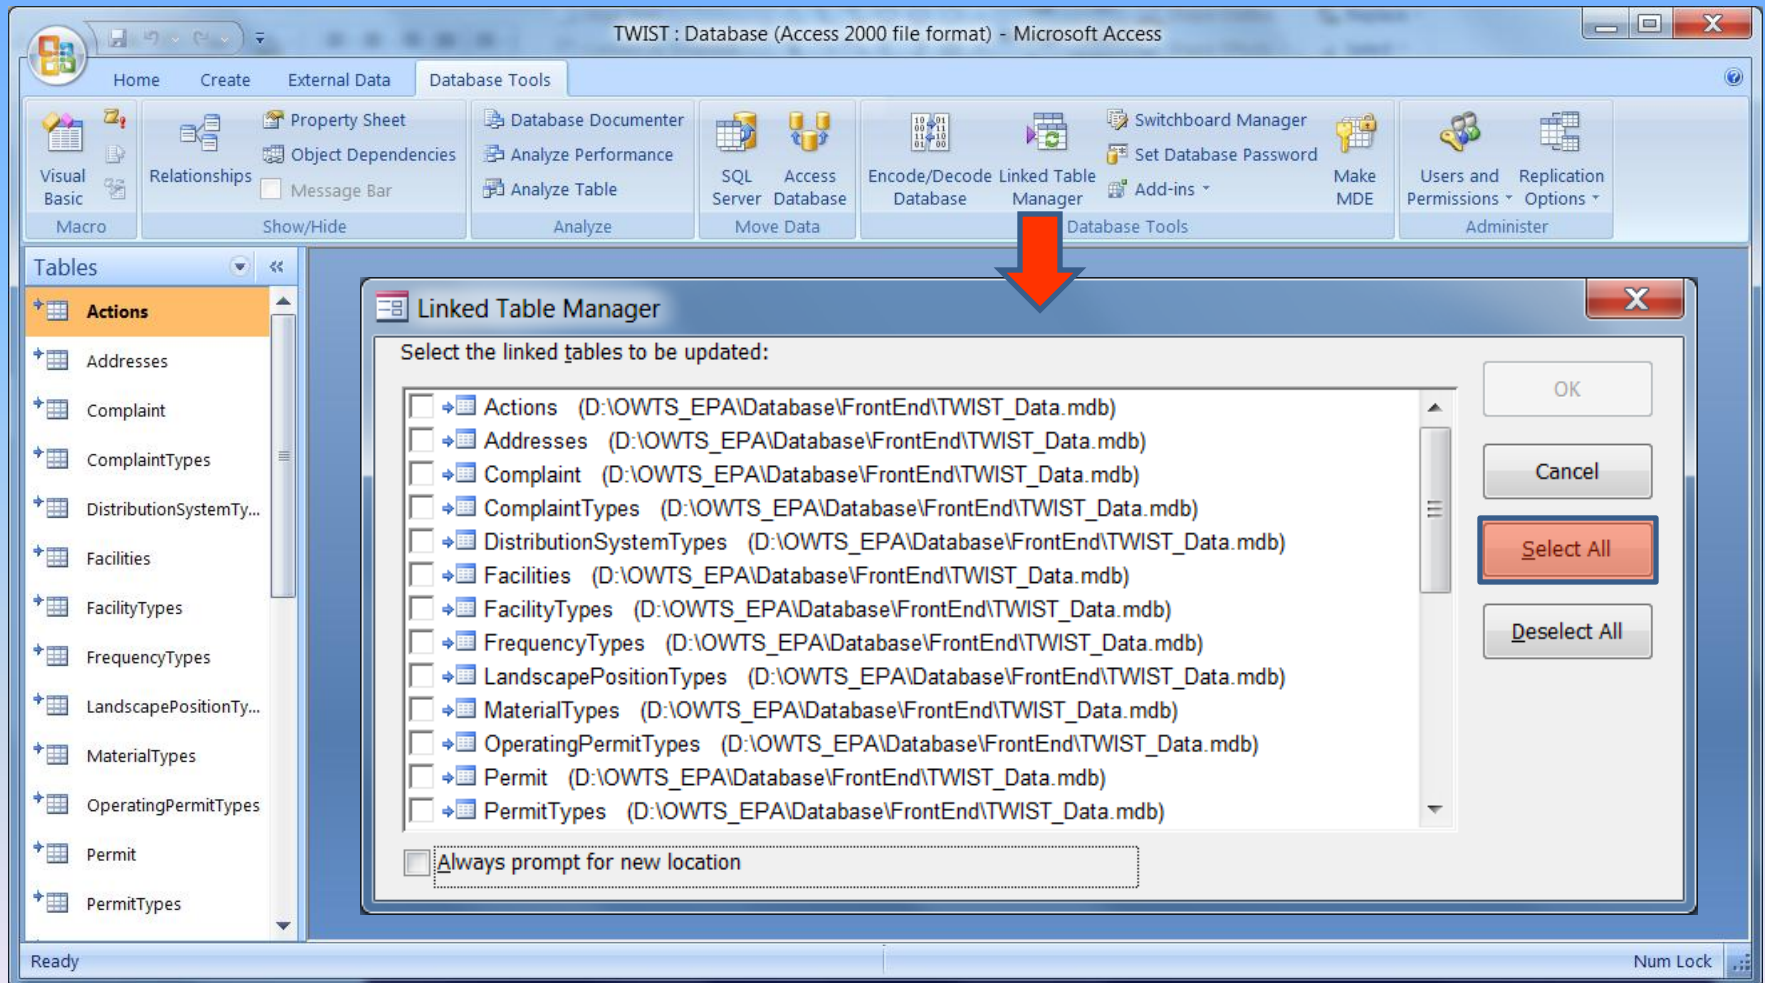 TWIST : Database (Access 2000 file format) - Microsoft Access
Home Create External Data Database Tools
Visual Basic
Macro
Relationships
Property Sheet
Object Dependencies
Message Bar
Show/Hide
Database Documenter
Analyze Performance
Analyze Table
Analyze
SQL Server
Access Database
Move Data
Encode/Decode Database
Linked Table Manager
Switchboard Manager
Set Database Password
Add-ins
Make MDE
Database Tools
Users and Permissions
Replication Options
Administer
Tables
Actions
Addresses
Complaint
ComplaintTypes
DistributionSystemTy...
Facilities
FacilityTypes
FrequencyTypes
LandscapePositionTy...
MaterialTypes
OperatingPermitTypes
Permit
PermitTypes
Linked Table Manager
Select the linked tables to be updated:
Actions (D:\OWTS_EPA\Database\FrontEnd\TWIST_Data.mdb)
Addresses (D:\OWTS_EPA\Database\FrontEnd\TWIST_Data.mdb)
Complaint (D:\OWTS_EPA\Database\FrontEnd\TWIST_Data.mdb)
ComplaintTypes (D:\OWTS_EPA\Database\FrontEnd\TWIST_Data.mdb)
DistributionSystemTypes (D:\OWTS_EPA\Database\FrontEnd\TWIST_Data.mdb)
Facilities (D:\OWTS_EPA\Database\FrontEnd\TWIST_Data.mdb)
FacilityTypes (D:\OWTS_EPA\Database\FrontEnd\TWIST_Data.mdb)
FrequencyTypes (D:\OWTS_EPA\Database\FrontEnd\TWIST_Data.mdb)
LandscapePositionTypes (D:\OWTS_EPA\Database\FrontEnd\TWIST_Data.mdb)
MaterialTypes (D:\OWTS_EPA\Database\FrontEnd\TWIST_Data.mdb)
OperatingPermitTypes (D:\OWTS_EPA\Database\FrontEnd\TWIST_Data.mdb)
Permit (D:\OWTS_EPA\Database\FrontEnd\TWIST_Data.mdb)
PermitTypes (D:\OWTS_EPA\Database\FrontEnd\TWIST_Data.mdb)
Always prompt for new location
OK
Cancel
Select All
Deselect All
Ready
Num Lock